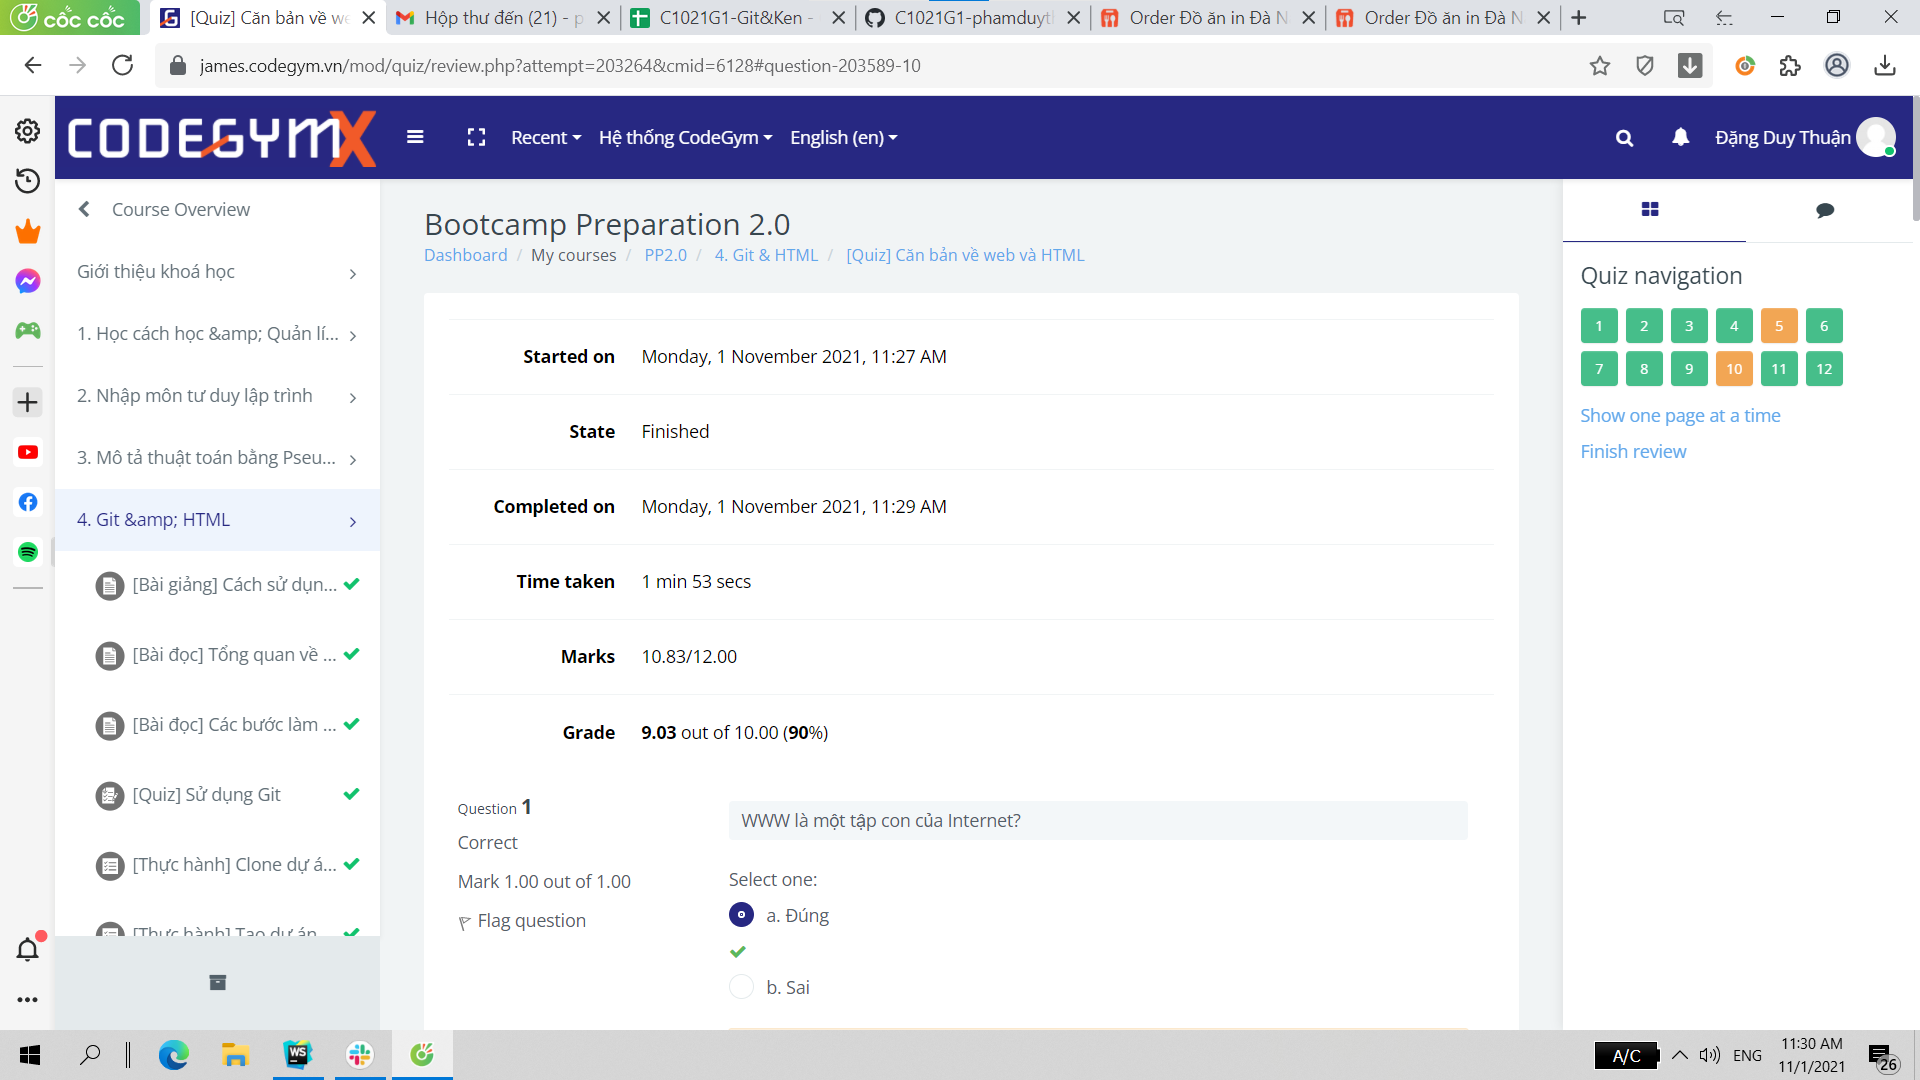 cốc cốc
[Quiz] Căn bản về we
Hộp thư đến (21) - p
C1021G1-Git&Ken -
C1021G1-phamduyth
Order Đồ ăn in Đà N
Order Đồ ăn in Đà N
james.codegym.vn/mod/quiz/review.php?attempt=203264&cmid=6128#question-203589-10
CODEGYMX
Recent
Hệ thống CodeGym
English (en)
Đặng Duy Thuận
Course Overview
Giới thiệu khoá học
1. Học cách học &amp; Quản lí...
2. Nhập môn tư duy lập trình
3. Mô tả thuật toán bằng Pseu...
4. Git &amp; HTML
[Bài giảng] Cách sử dụn...
[Bài đọc] Tổng quan về ...
[Bài đọc] Các bước làm ...
[Quiz] Sử dụng Git
[Thực hành] Clone dự á...
[Thực hành] Tạo dự án
Bootcamp Preparation 2.0
Dashboard / My courses / PP2.0 / 4. Git & HTML / [Quiz] Căn bản về web và HTML
Started on Monday, 1 November 2021, 11:27 AM
State Finished
Completed on Monday, 1 November 2021, 11:29 AM
Time taken 1 min 53 secs
Marks 10.83/12.00
Grade 9.03 out of 10.00 (90%)
Question 1
Correct
Mark 1.00 out of 1.00
Flag question
WWW là một tập con của Internet?
Select one:
a. Đúng
b. Sai
Quiz navigation
1 2 3 4 5 6
7 8 9 10 11 12
Show one page at a time
Finish review
WS
A/C
ENG
11:30 AM
11/1/2021
26